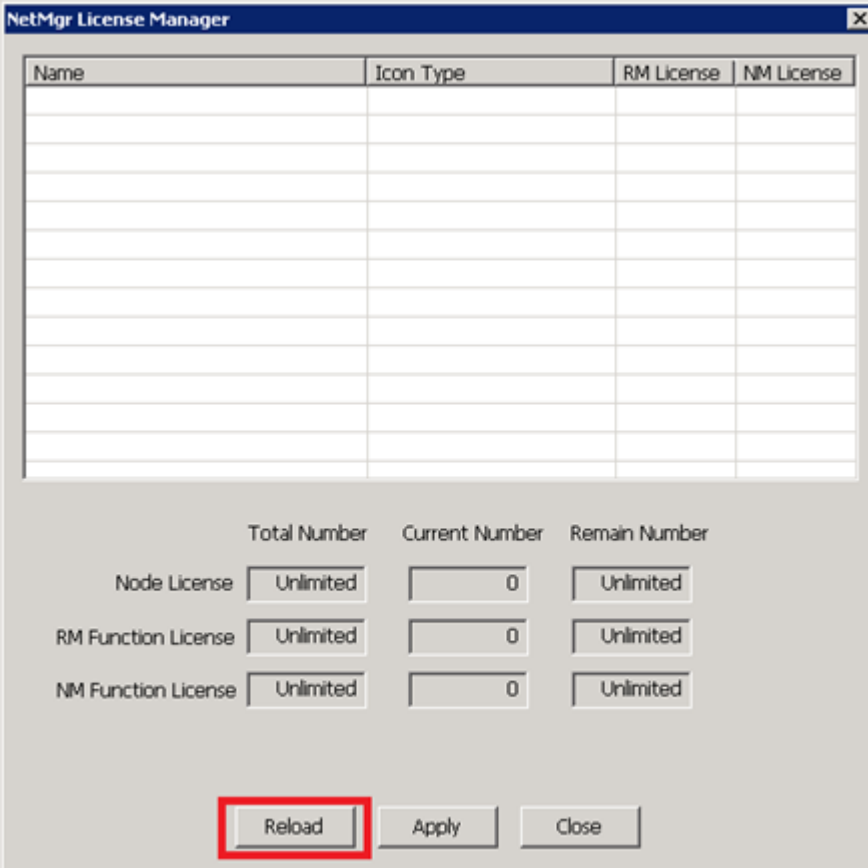 NetMgr License Manager
Name Icon Type RM License NM License
Total Number Current Number Remain Number
Node License Unlimited 0 Unlimited
RM Function License Unlimited 0 Unlimited
NM Function License Unlimited 0 Unlimited
Reload Apply Close